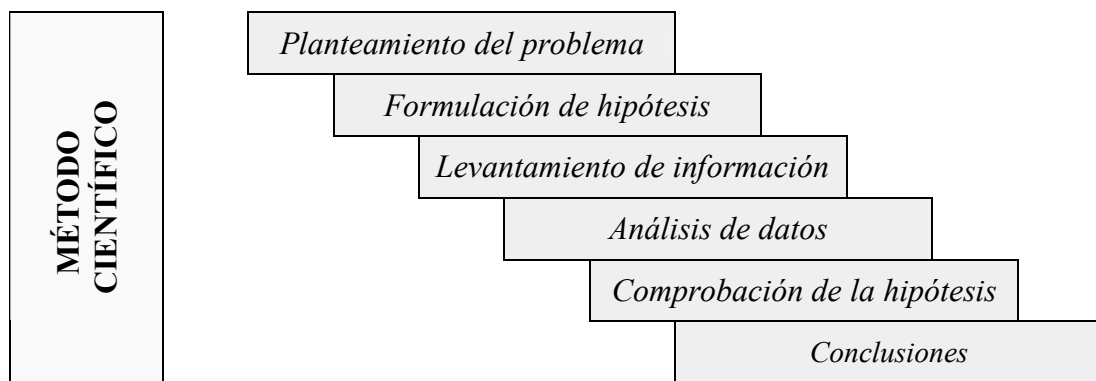 MÉTODO
CIENTÍFICO
Planteamiento del problema
Formulación de hipótesis
Levantamiento de información
Análisis de datos
Comprobación de la hipótesis
Conclusiones